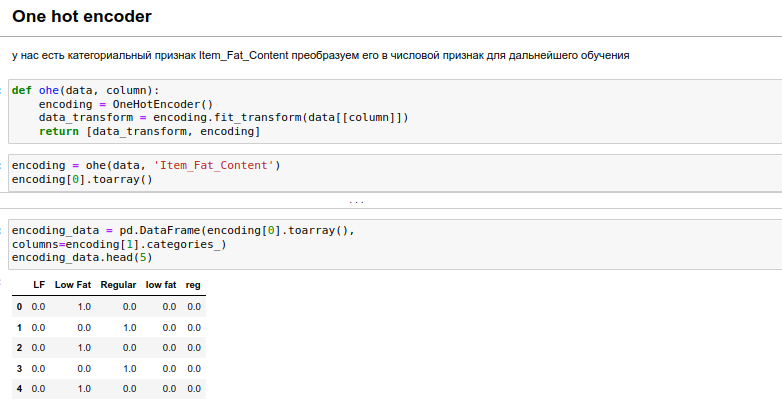 One hot encoder
у нас есть категориальный признак Item_Fat_Content преобразуем его в числовой признак для дальнейшего обучения
def ohe(data, column):
    encoding = OneHotEncoder()
    data_transform = encoding.fit_transform(data[[column]])
    return [data_transform, encoding]
encoding = ohe(data, 'Item_Fat_Content')
encoding[0].toarray()
...
encoding_data = pd.DataFrame(encoding[0].toarray(),
columns=encoding[1].categories_)
encoding_data.head(5)
LF Low Fat Regular low fat reg
0 0.0 1.0 0.0 0.0 0.0
1 0.0 0.0 1.0 0.0 0.0
2 0.0 1.0 0.0 0.0 0.0
3 0.0 0.0 1.0 0.0 0.0
4 0.0 1.0 0.0 0.0 0.0